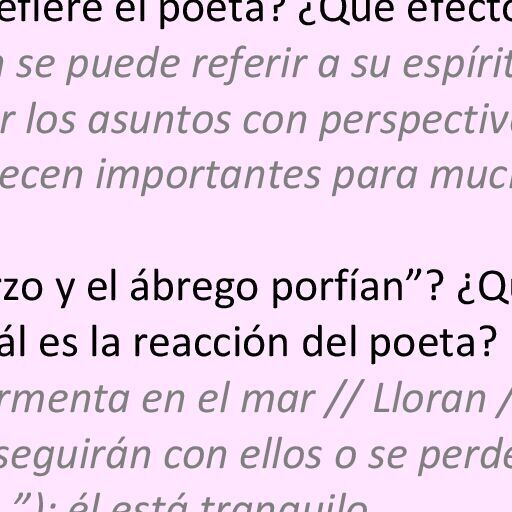 efiere el poeta? ¿Qué efecto
n se puede referir a su espírit
r los asuntos con perspectiv
ecen importantes para muc
rzo y el ábrego porfían”? ¿Qu
ál es la reacción del poeta?
rmenta en el mar // Lloran /
seguirán con ellos o se perde
”): él está tranquilo